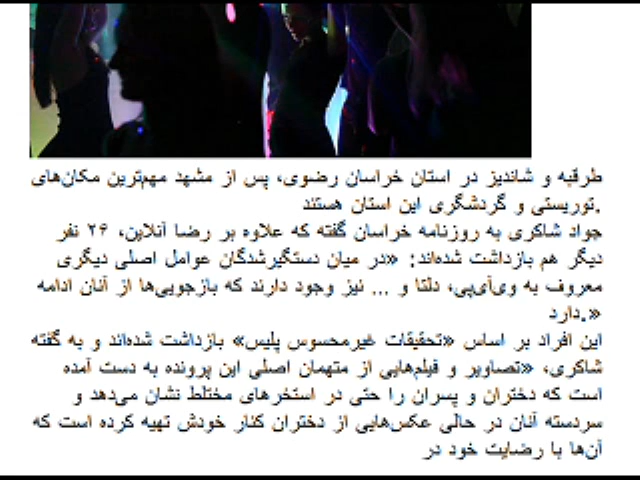 طرقبه و شاندیز در استان خراسان رضوی، پس از مشهد مهم‌ترین مکان‌های
.توریستی و گردشگری این استان هستند
جواد شاکری به روزنامه خراسان گفته که علاوه بر رضا آنلاین، ۲۶ نفر
دیگر هم بازداشت شده‌اند: «در میان دستگیرشدگان عوامل اصلی دیگری
معروف به وی‌آی‌پی، دلتا و ... نیز وجود دارند که بازجویی‌ها از آنان ادامه
«.دارد
این افراد بر اساس «تحقیقات غیرمحسوس پلیس» بازداشت شده‌اند و به گفته
شاکری، «تصاویر و فیلم‌هایی از متهمان اصلی این پرونده به دست آمده
است که دختران و پسران را حتی در استخرهای مختلط نشان می‌دهد و
سردسته آنان در حالی عکس‌هایی از دختران کنار خودش تهیه کرده است که
آن‌ها با رضایت خود در